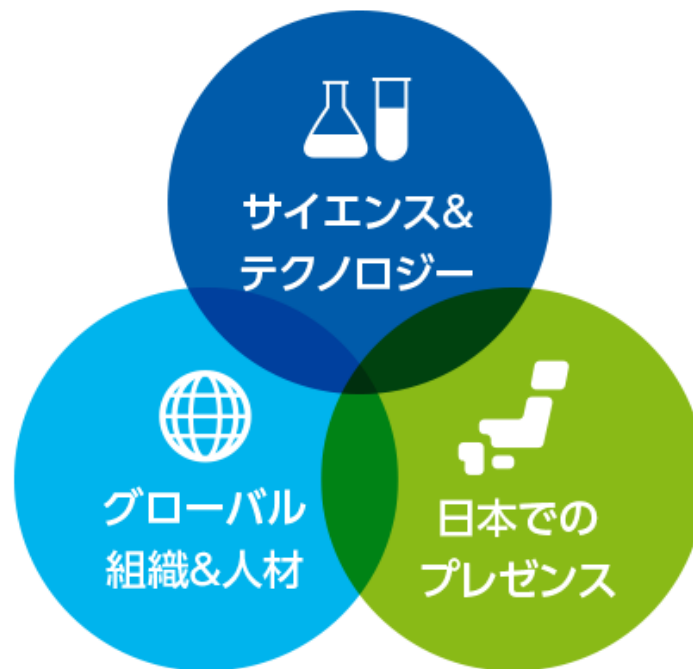 サイエンス&
テクノロジー
グローバル
組織&人材
日本での
プレゼンス